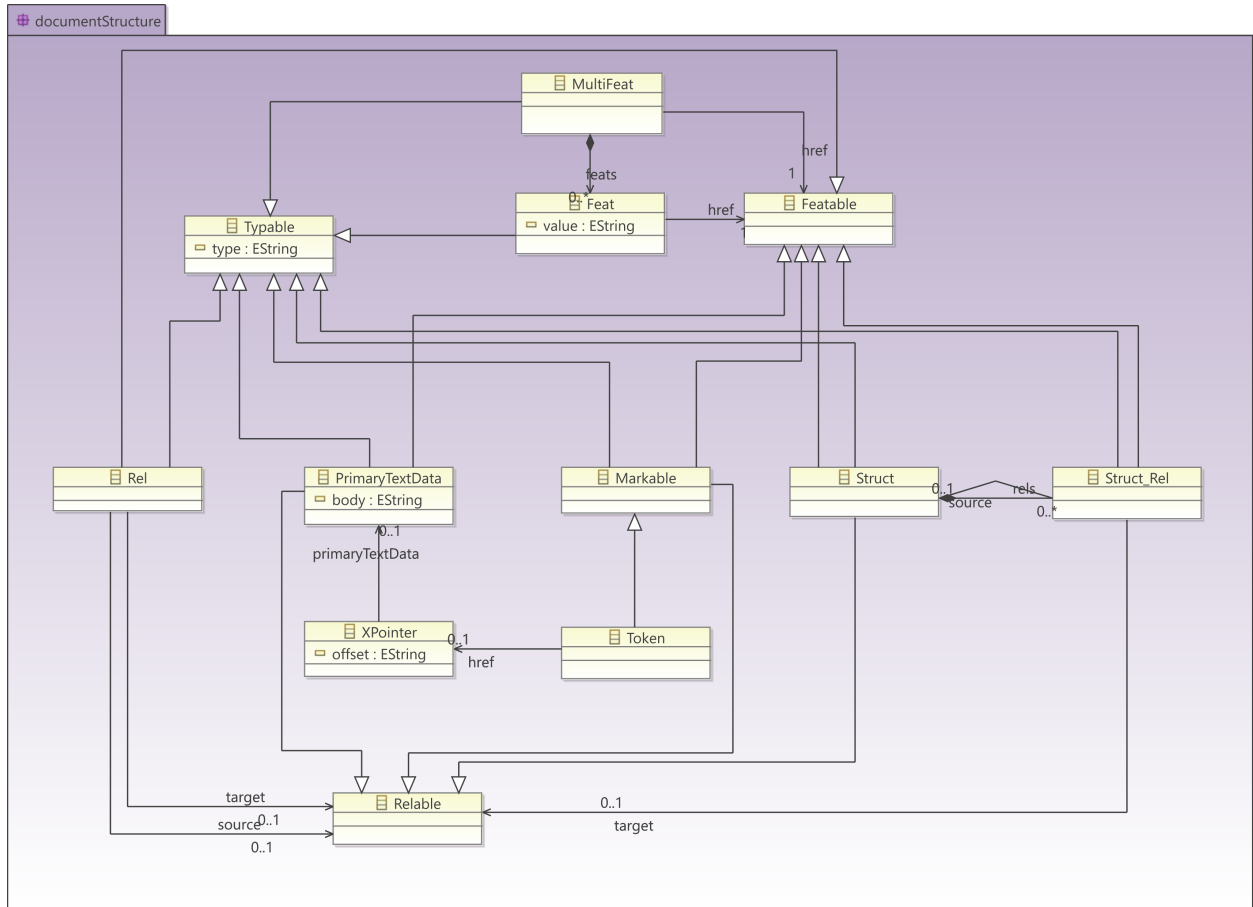 documentStructure
MultiFeat
href
1
feats
0..*
Feat
value : EString
href
Featable
Typable
type : EString
Rel
PrimaryTextData
body : EString
Markable
Struct
Struct_Rel
0..1
source
rels
0..*
0..1
primaryTextData
XPointer
offset : EString
0..1
href
Token
Relable
target
0..1
source
0..1
0..1
target